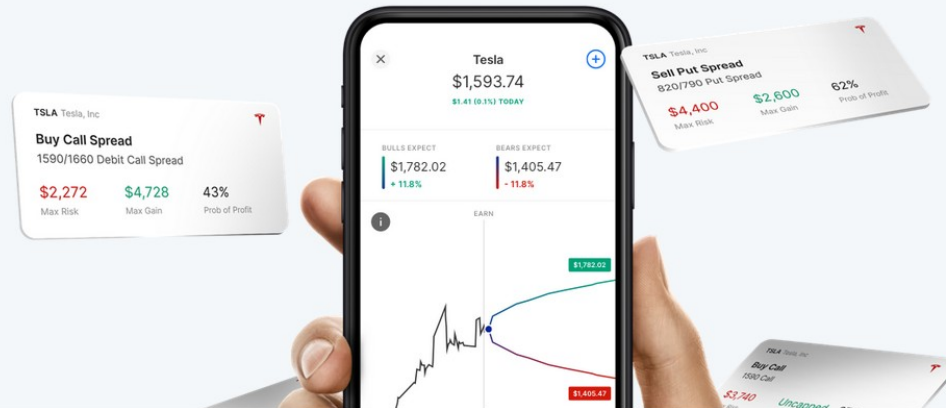 TSLA Tesla, Inc
Buy Call Spread
1590/1660 Debit Call Spread
$2,272 $4,728 43%
Max Risk Max Gain Prob of Profit
Tesla
$1,593.74
$1.41 (0.1%) TODAY
BULLS EXPECT BEARS EXPECT
$1,782.02 $1,405.47
+ 11.8% - 11.8%
i
EARN
$1,782.02
$1,405.47
TSLA Tesla, Inc
Sell Put Spread
820/790 Put Spread
$4,400 $2,600 62%
Max Risk Max Gain Prob of Profit
TSLA Tesla, Inc
Buy Call
1590 Call
$3,740 Uncapped